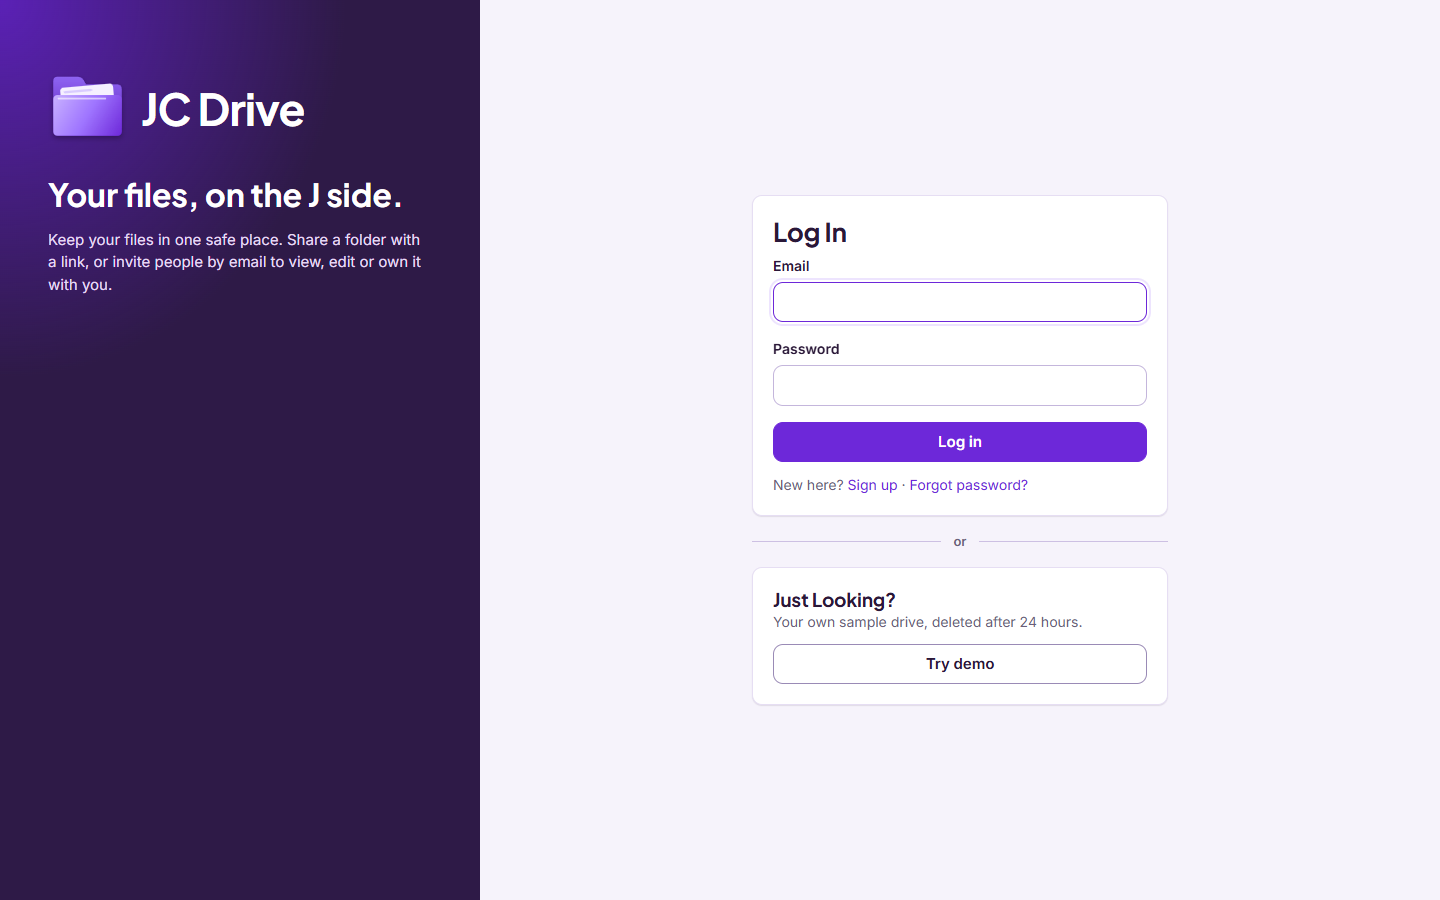 JC Drive
Your files, on the J side.
Keep your files in one safe place. Share a folder with
a link, or invite people by email to view, edit or own it
with you.
Log In
Email
Password
Log in
New here? Sign up · Forgot password?
or
Just Looking?
Your own sample drive, deleted after 24 hours.
Try demo